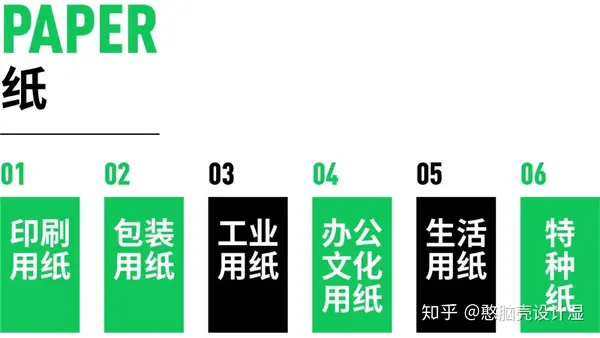 PAPER
纸
01
印刷
用纸
02
包装
用纸
03
工业
用纸
04
办公
文化
用纸
05
生活
用纸
06
特
种
纸
知乎 @憨脑壳设计湿